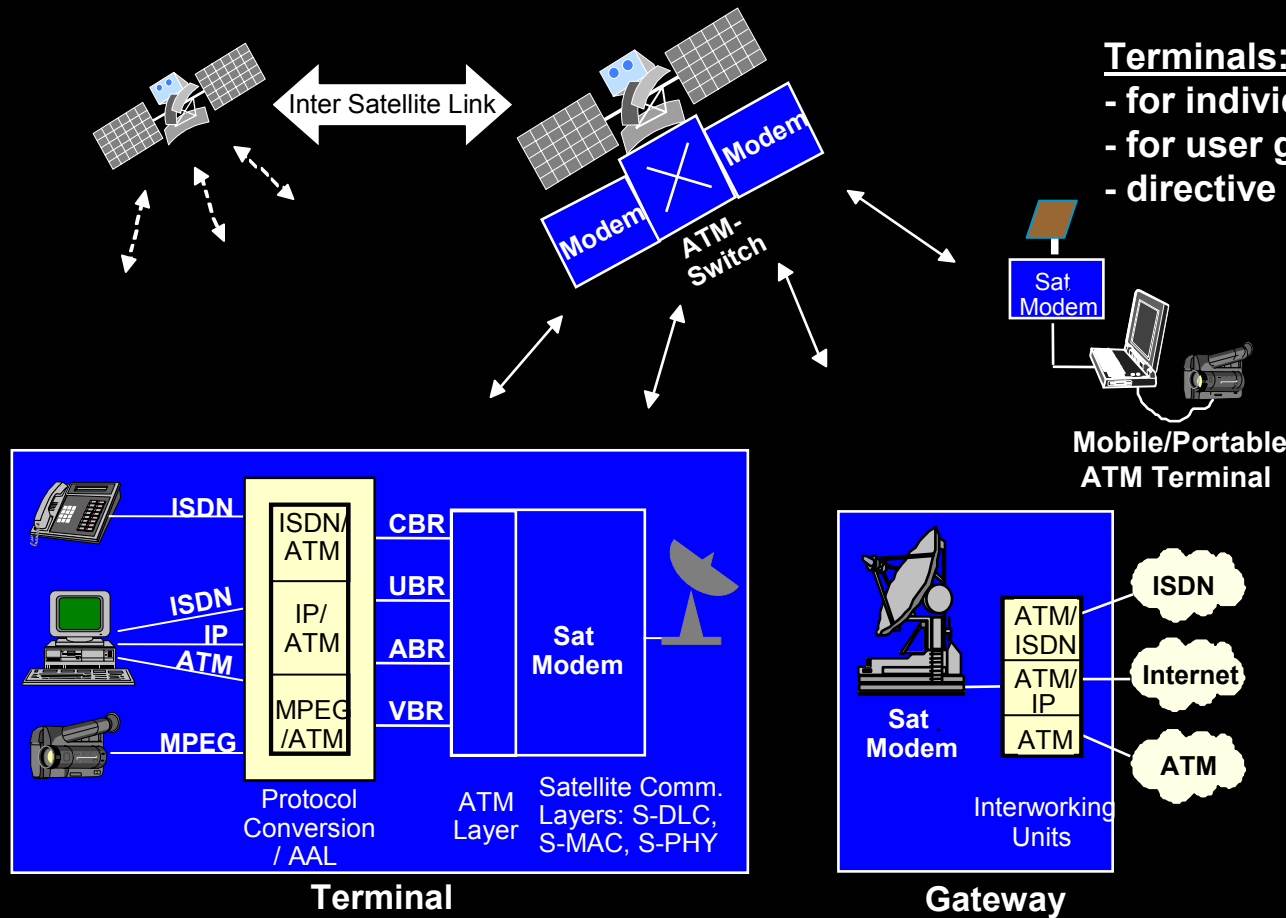 Inter Satellite Link
Modem
Modem
ATM-
Switch
Terminals:
- for
- for user
- directive
Sat
Modem
Mobile/Portable
ATM Terminal
ISDN
ISDN
IP
ATM
MPEG
ISDN/
ATM
IP/
ATM
MPEG
/ATM
CBR
UBR
ABR
VBR
Sat
Modem
Protocol
Conversion
/ AAL
ATM
Layer
Satellite Comm.
Layers: S-DLC,
S-MAC, S-PHY
Terminal
Sat
Modem
ATM/
ISDN
ATM/
IP
ATM
Interworking
Units
ISDN
Internet
ATM
Gateway